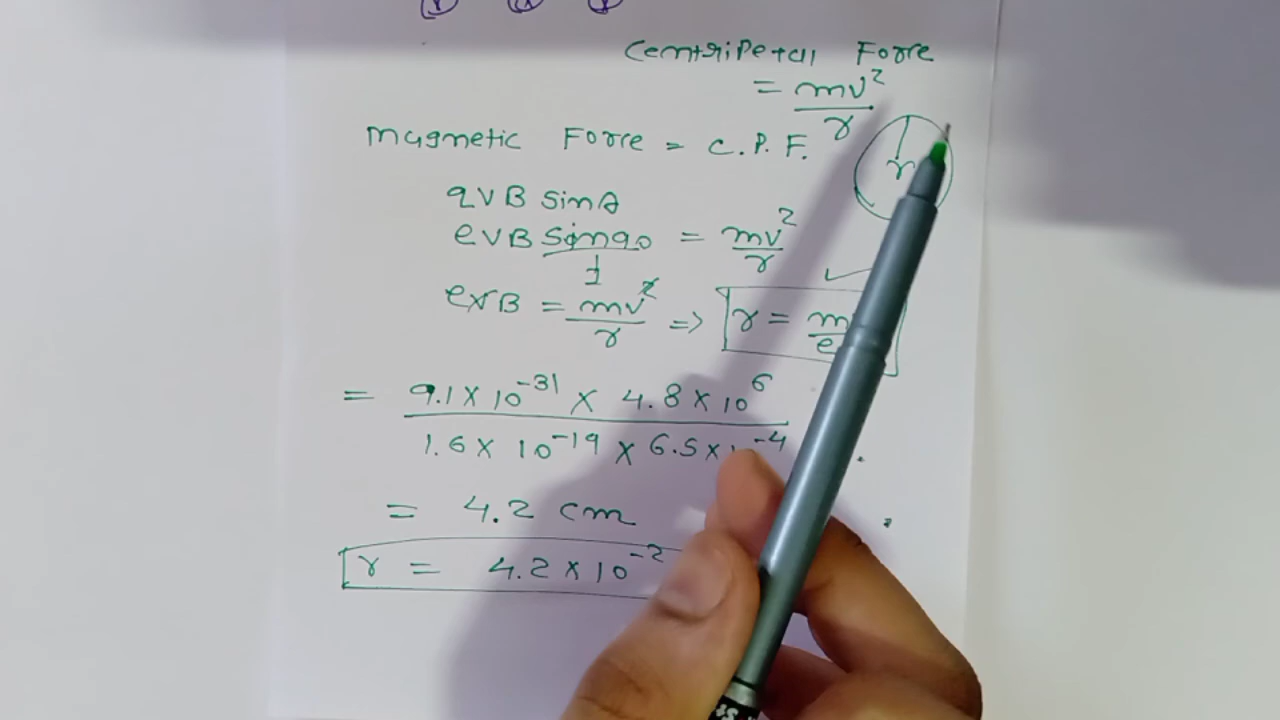 Centripetal Force
= mv²/r
Magnetic Force = C.P.F.
r
qVB sinθ
eVB sin90 = mv²/r
1
evB = mv²/r => r = m
= 9.1 × 10⁻³¹ × 4.8 × 10⁶
1.6 × 10⁻¹⁹ × 6.5 × ⁻⁴
= 4.2 cm
r = 4.2 × 10⁻²